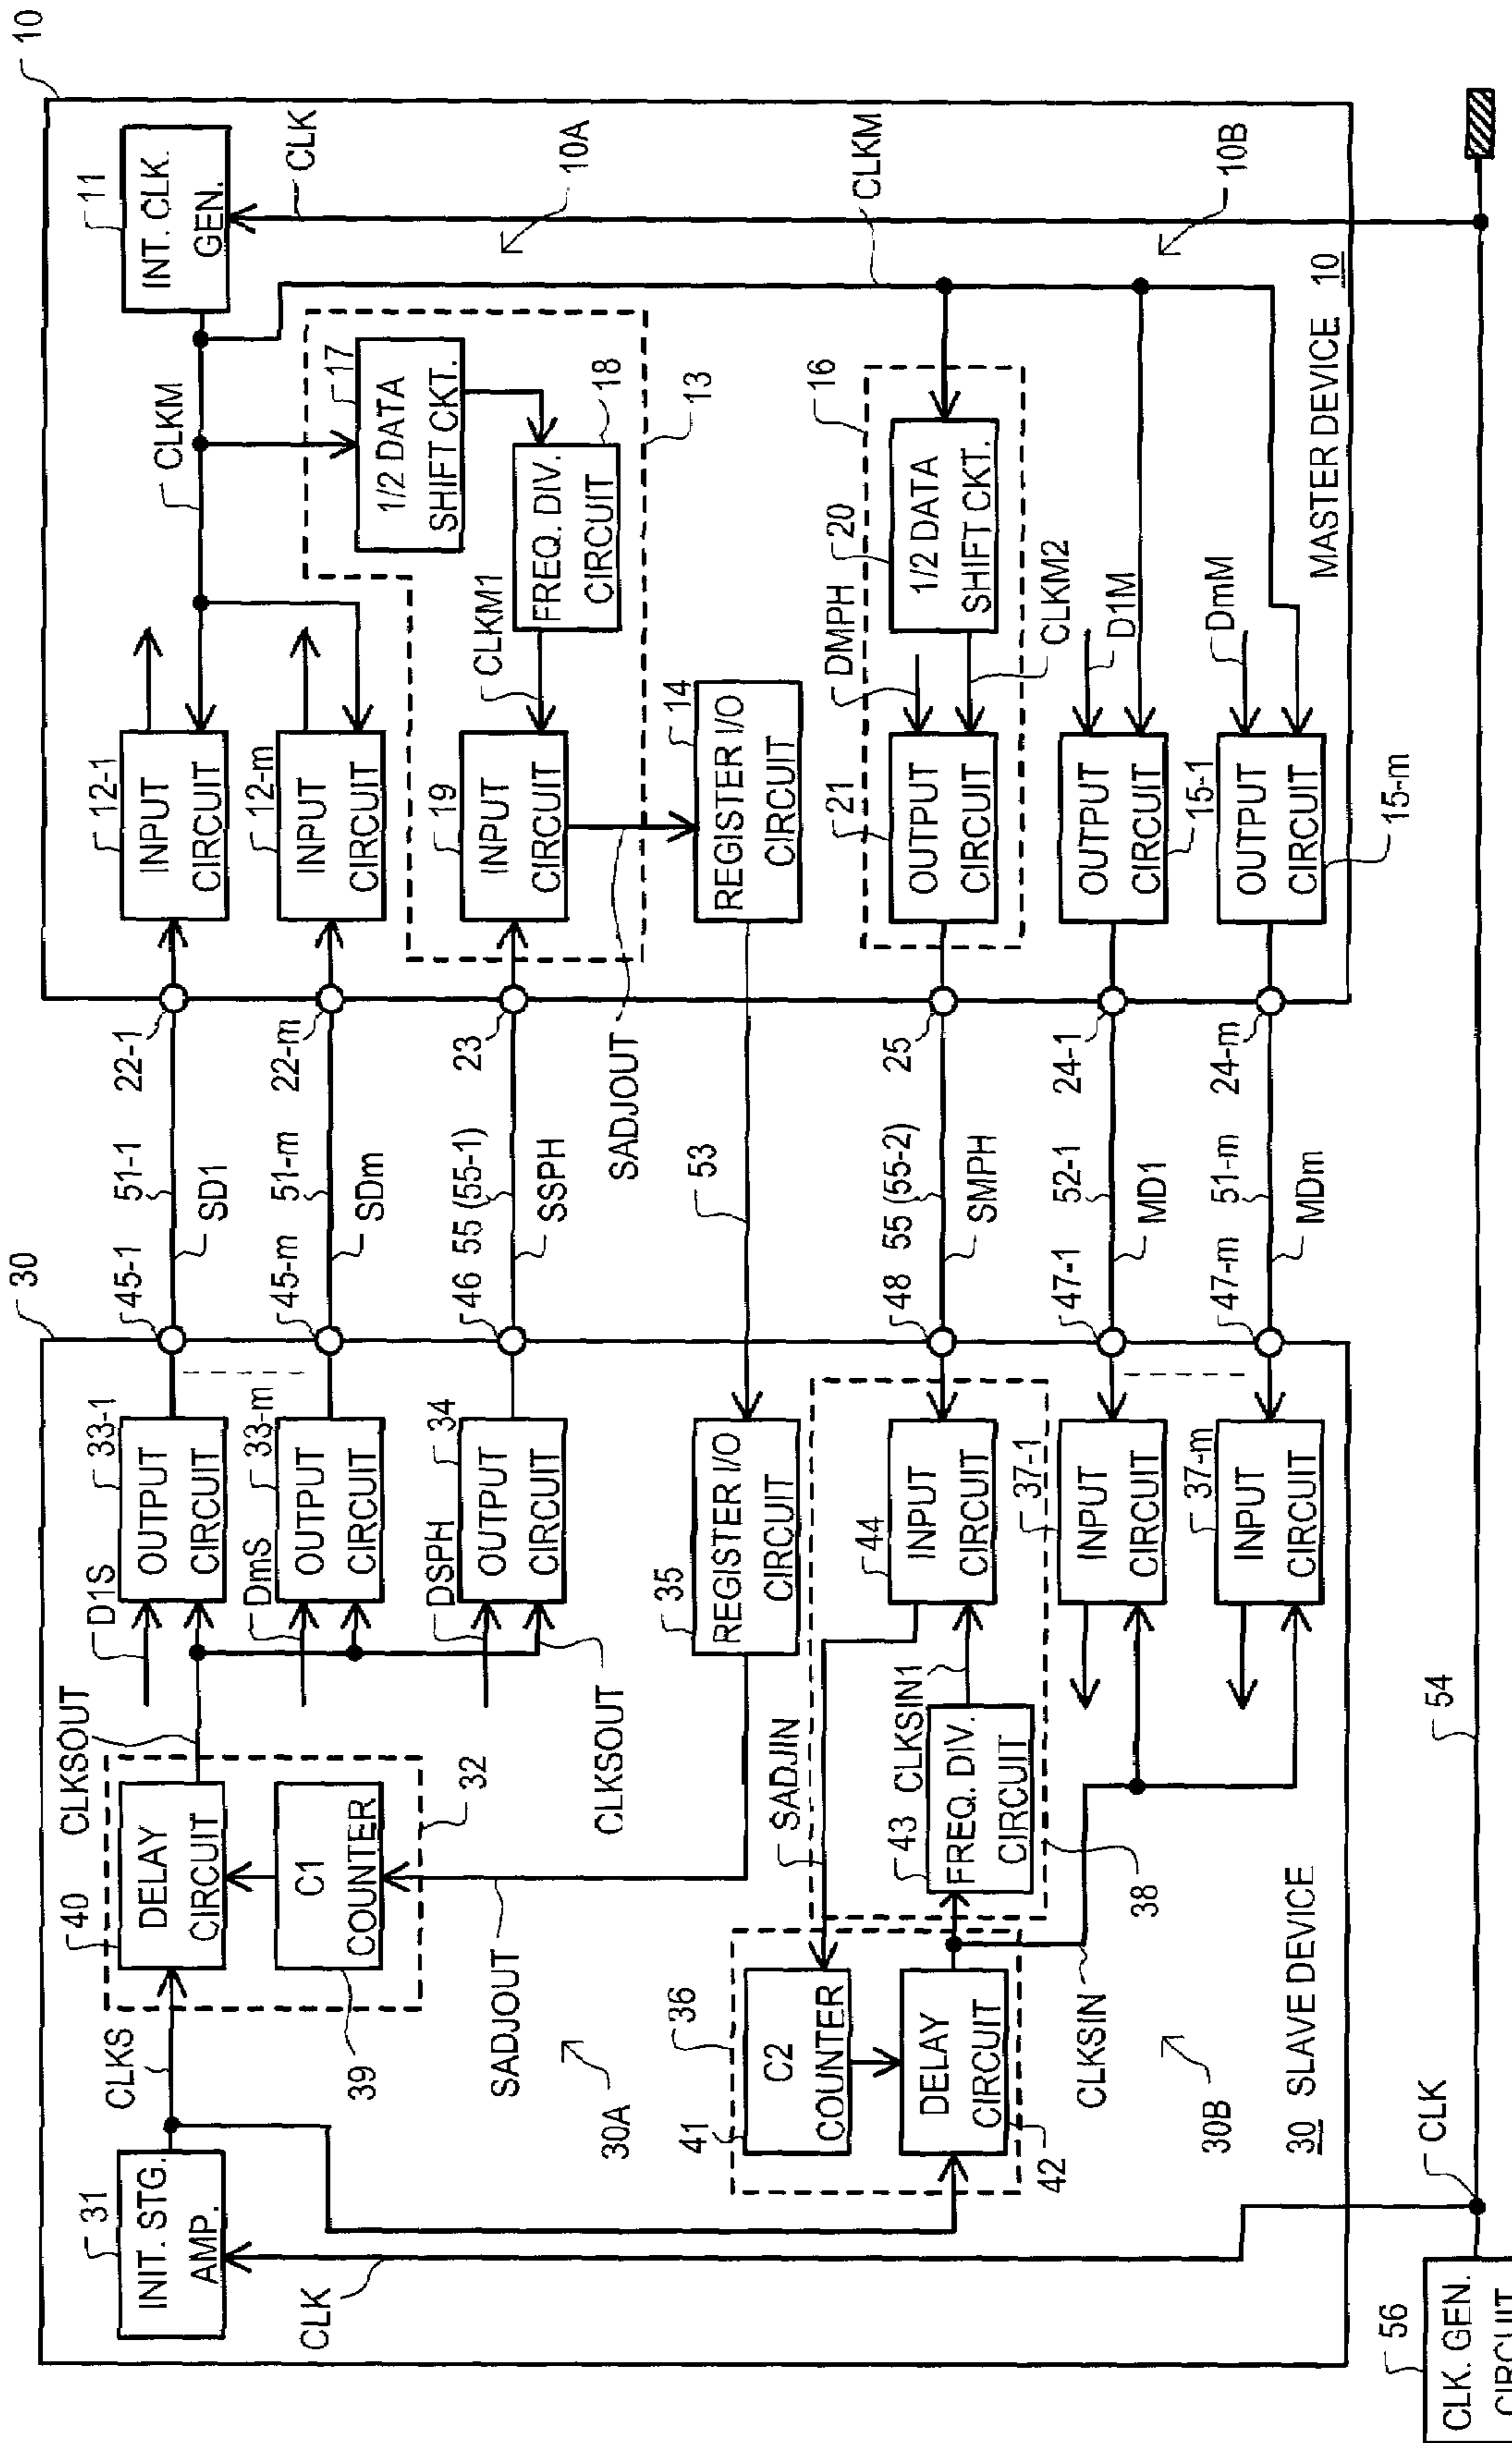 10
INT. CLK.
GEN.
11
CLK
10A
CLKM
10B
CLKM
17
1/2 DATA
SHIFT CKT.
18
FREQ. DIV.
CIRCUIT
13
CLKM1
16
1/2 DATA
SHIFT CKT.
20
DMPH
CLKM2
D1M
DmM
MASTER DEVICE 10
12-1
INPUT
CIRCUIT
12-m
INPUT
CIRCUIT
19
INPUT
CIRCUIT
14
REGISTER I/O
CIRCUIT
21
OUTPUT
CIRCUIT
OUTPUT
CIRCUIT
15-1
OUTPUT
CIRCUIT
15-m
22-1
22-m
23
SADJOUT
25
24-1
24-m
51-1
SD1
51-m
SDm
55 (55-1)
SSPH
53
55 (55-2)
SMPH
52-1
MD1
51-m
MDm
30
45-1
45-m
46
48
47-1
47-m
33-1
OUTPUT
CIRCUIT
D1S
33-m
OUTPUT
CIRCUIT
DmS
34
OUTPUT
CIRCUIT
DSPH
CLKSOUT
CLKSOUT
35
REGISTER I/O
CIRCUIT
44
INPUT
CIRCUIT
37-1
INPUT
CIRCUIT
37-m
INPUT
CIRCUIT
40
DELAY
CIRCUIT
C1
COUNTER
32
39
SADJOUT
SADJIN
CLKSIN1
43
FREQ. DIV.
CIRCUIT
38
CLKS
36
C2
COUNTER
41
DELAY
CIRCUIT
42
CLKSIN
30A
30B
30 SLAVE DEVICE
31
INIT. STG.
AMP.
CLK
CLK
54
56
CLK. GEN.
CIRCUIT